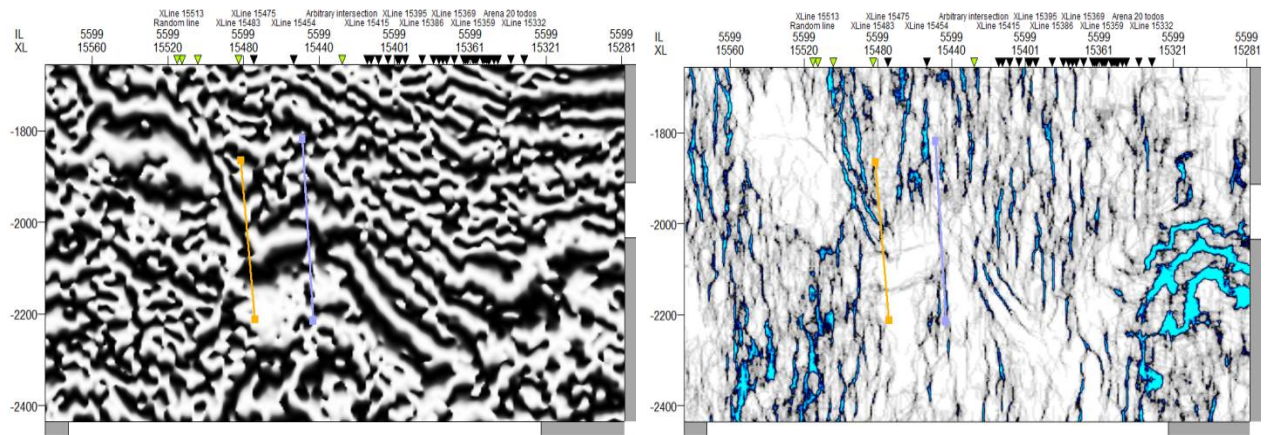 XLine 15513 XLine 15475 Arbitrary intersection XLine 15395 XLine 15369 Arena 20 todos
Random line XLine 15483 XLine 15454 XLine 15415 XLine 15386 XLine 15359 XLine 15332
IL 5599 5599 5599 5599 5599 5599 5599 5599
XL 15560 15520 15480 15440 15401 15361 15321 15281
-1800
-2000
-2200
-2400
XLine 15513 XLine 15475 Arbitrary intersection XLine 15395 XLine 15369 Arena 20 todos
Random line XLine 15483 XLine 15454 XLine 15415 XLine 15386 XLine 15359 XLine 15332
IL 5599 5599 5599 5599 5599 5599 5599 5599
XL 15560 15520 15480 15440 15401 15361 15321 15281
-1800
-2000
-2200
-2400